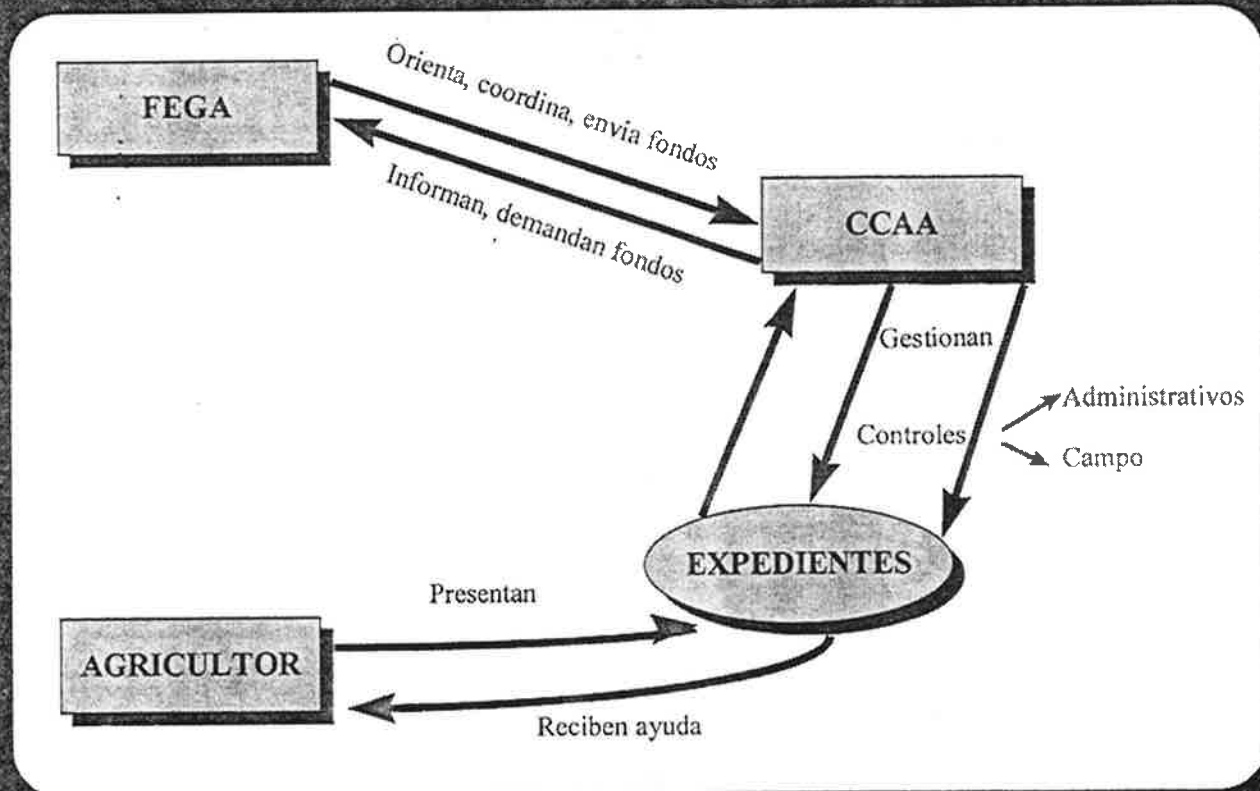 FEGA
Orienta, coordina, envia fondos
Informan, demandan fondos
CCAA
Gestionan
Controles
Administrativos
Campo
EXPEDIENTES
Presentan
AGRICULTOR
Reciben ayuda